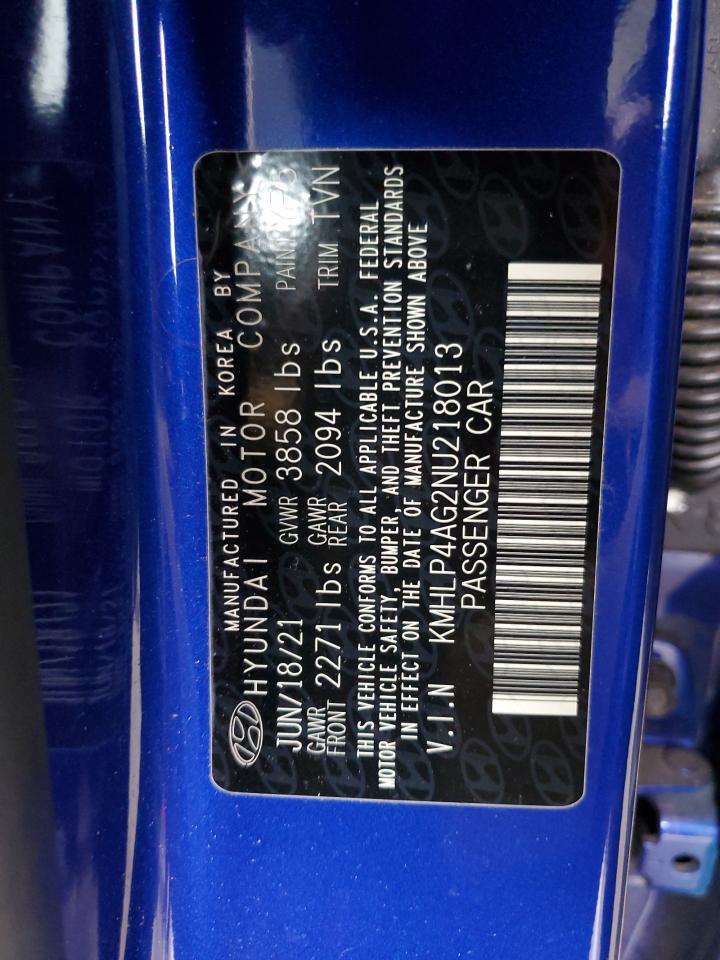 MANUFACTURED IN KOREA BY
HYUNDAI MOTOR COMPANY
JUN/18/21 GVWR 3858 lbs PAINT
GAWR FRONT 2271 lbs GAWR REAR 2094 lbs TRIM TVN
THIS VEHICLE CONFORMS TO ALL APPLICABLE U.S.A. FEDERAL
MOTOR VEHICLE SAFETY, BUMPER, AND THEFT PREVENTION STANDARDS
IN EFFECT ON THE DATE OF MANUFACTURE SHOWN ABOVE
V.I.N KMHLP4AG2NU218013
PASSENGER CAR